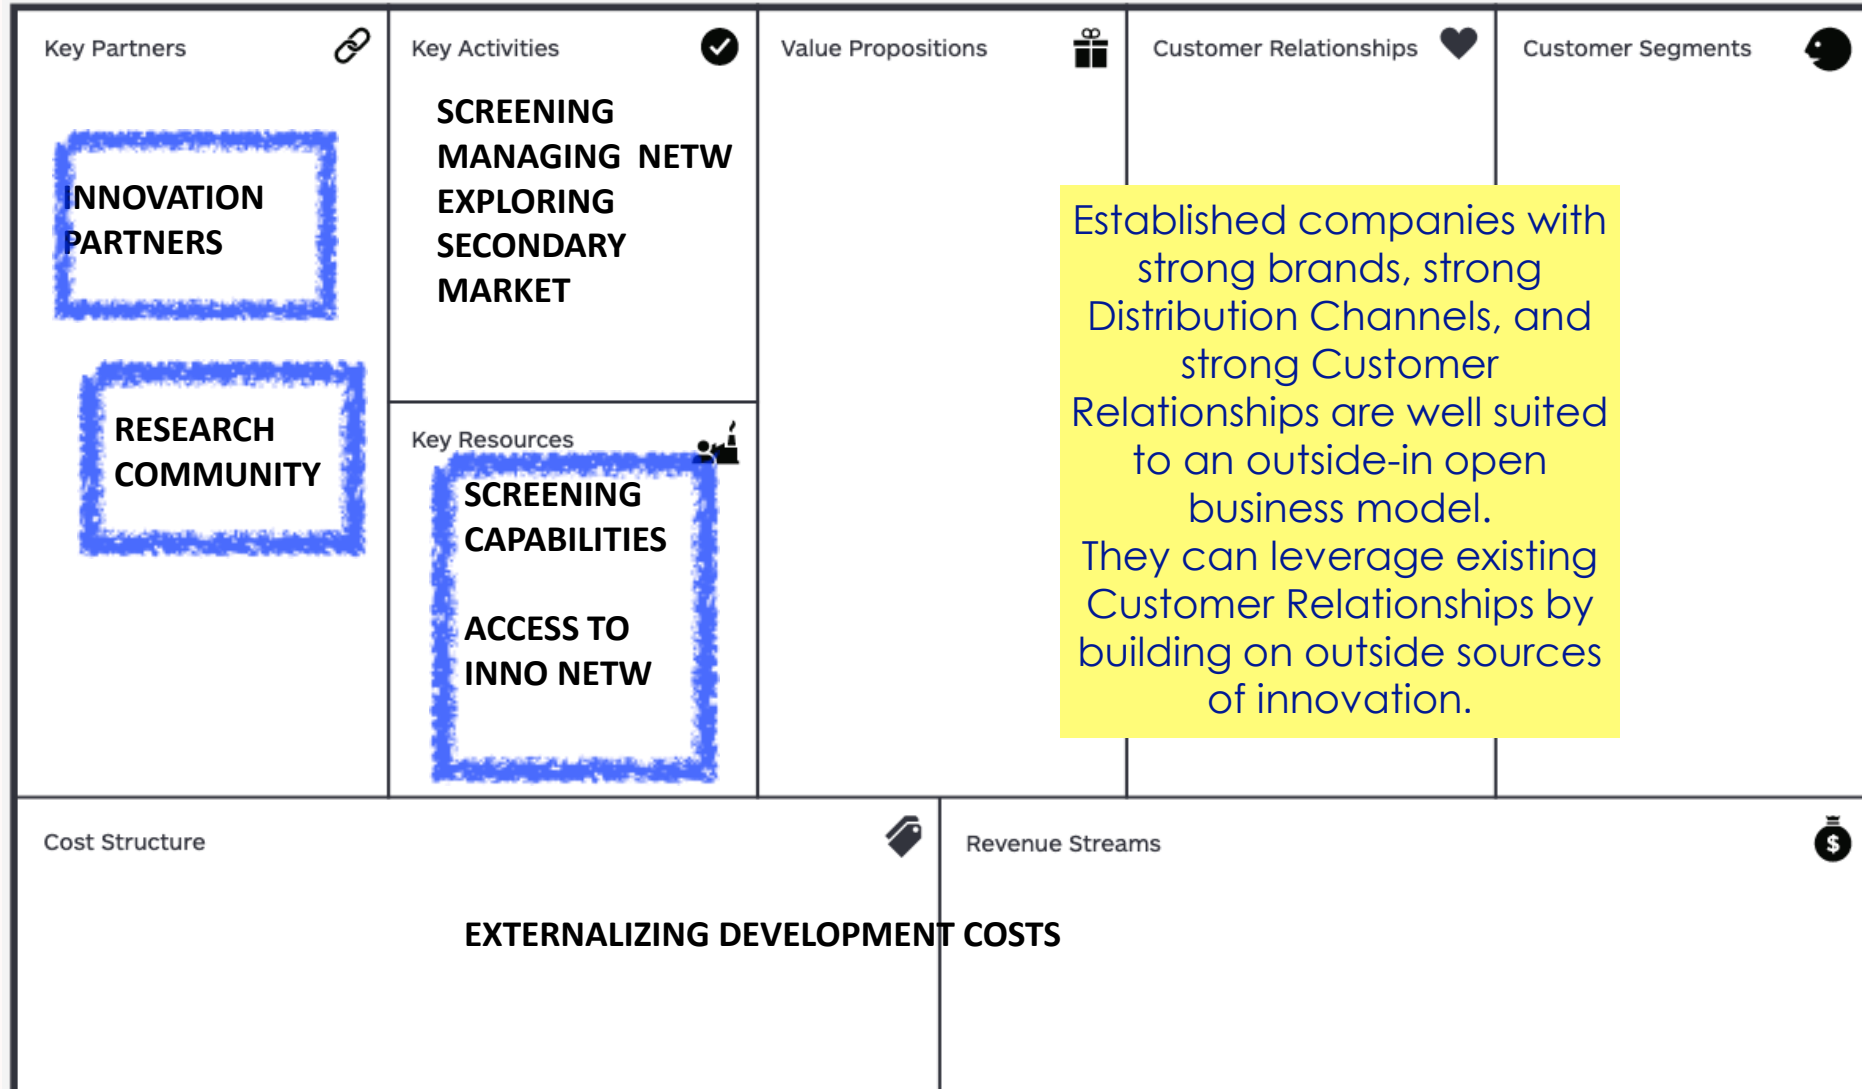 Key Partners
INNOVATION
PARTNERS
RESEARCH
COMMUNITY
Key Activities
SCREENING
MANAGING NETW
EXPLORING
SECONDARY
MARKET
Key Resources
SCREENING
CAPABILITIES
ACCESS TO
INNO NETW
Value Propositions
Customer Relationships
Customer Segments
Established companies with
strong brands, strong
Distribution Channels, and
strong Customer
Relationships are well suited
to an outside-in open
business model.
They can leverage existing
Customer Relationships by
building on outside sources
of innovation.
Cost Structure
EXTERNALIZING DEVELOPMENT COSTS
Revenue Streams
$